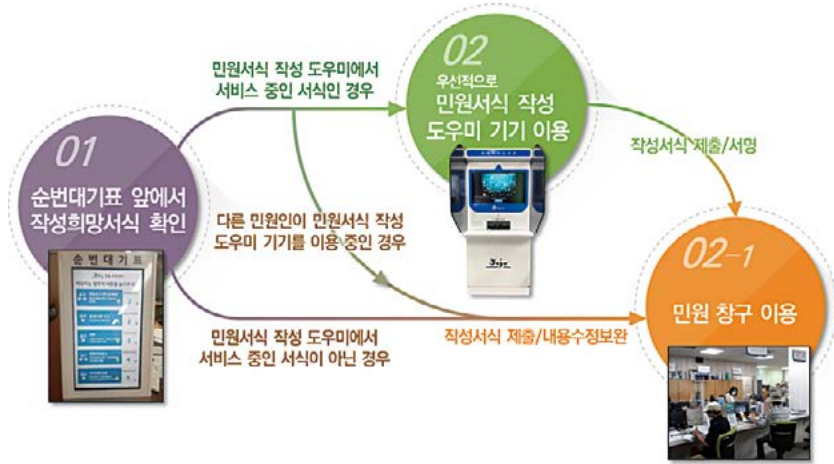 01
순번대기표 앞에서
작성희망서식 확인
순번대기표
민원서식 작성 도우미에서
서비스 중인 서식인 경우
02
우선적으로
민원서식 작성
도우미 기기 이용
작성서식 제출/서명
다른 민원인이 민원서식 작성
도우미 기기를 이용 중인 경우
민원서식 작성 도우미에서
서비스 중인 서식이 아닌 경우
작성서식 제출/내용수정보완
02-1
민원 창구 이용